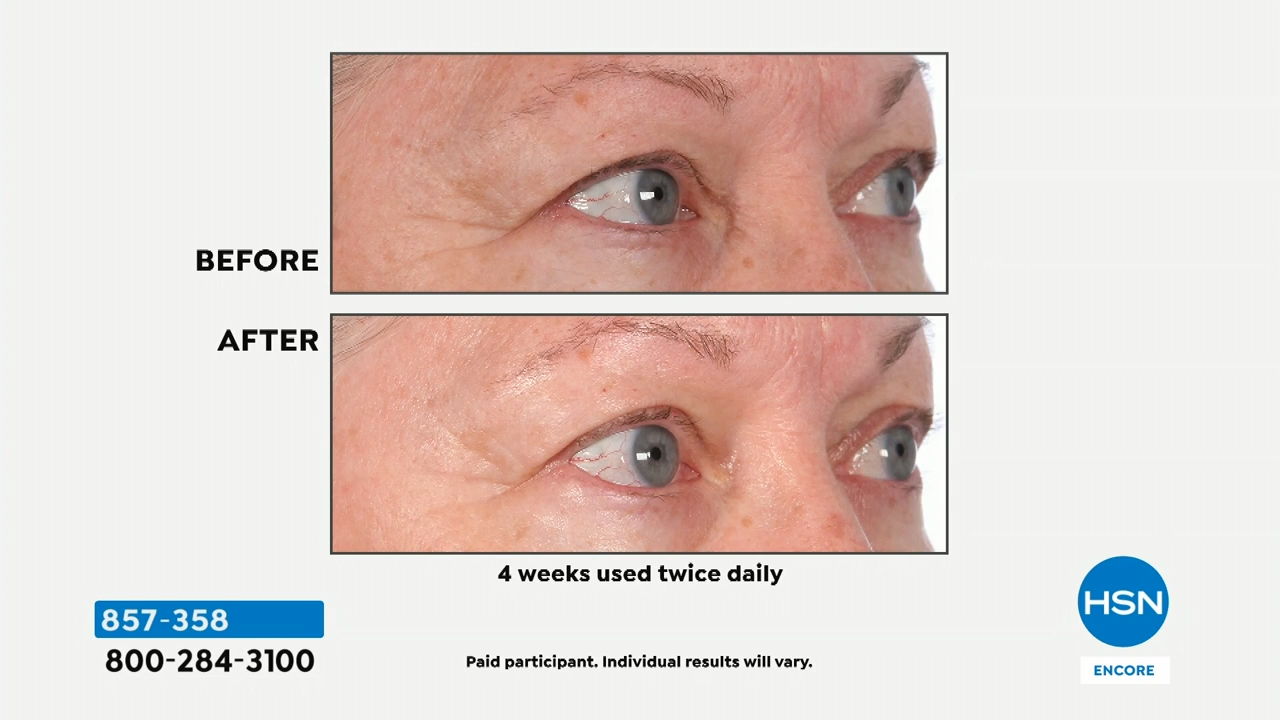 BEFORE
AFTER
4 weeks used twice daily
857-358
800-284-3100
Paid participant. Individual results will vary.
HSN
ENCORE